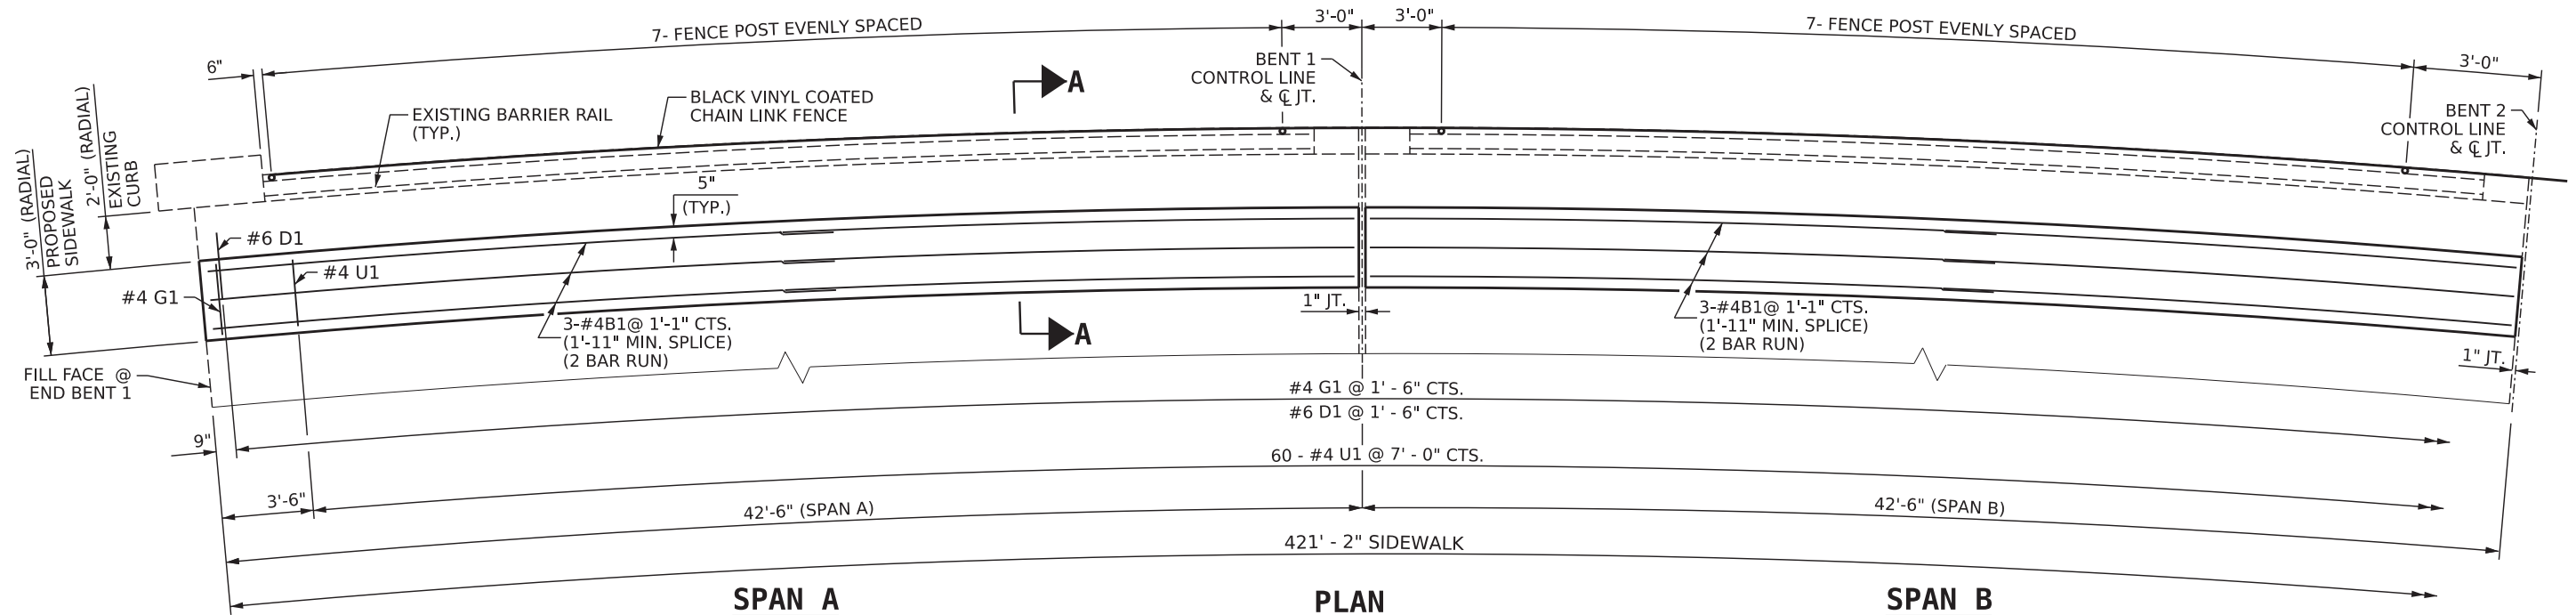 7- FENCE POST EVENLY SPACED
3'-0"
3'-0"
7- FENCE POST EVENLY SPACED
3'-0"
6"
BENT 1
CONTROL LINE
& ℄ JT.
A
BLACK VINYL COATED
CHAIN LINK FENCE
EXISTING BARRIER RAIL
(TYP.)
BENT 2
CONTROL LINE
& ℄ JT.
3'-0" (RADIAL)
PROPOSED
SIDEWALK
2'-0" (RADIAL)
EXISTING
CURB
5"
(TYP.)
#6 D1
#4 U1
#4 G1
3-#4B1@ 1'-1" CTS.
(1'-11" MIN. SPLICE)
(2 BAR RUN)
A
1" JT.
3-#4B1@ 1'-1" CTS.
(1'-11" MIN. SPLICE)
(2 BAR RUN)
1" JT.
FILL FACE @
END BENT 1
#4 G1 @ 1' - 6" CTS.
#6 D1 @ 1' - 6" CTS.
9"
60 - #4 U1 @ 7' - 0" CTS.
3'-6"
42'-6" (SPAN A)
42'-6" (SPAN B)
421' - 2" SIDEWALK
SPAN A
PLAN
SPAN B